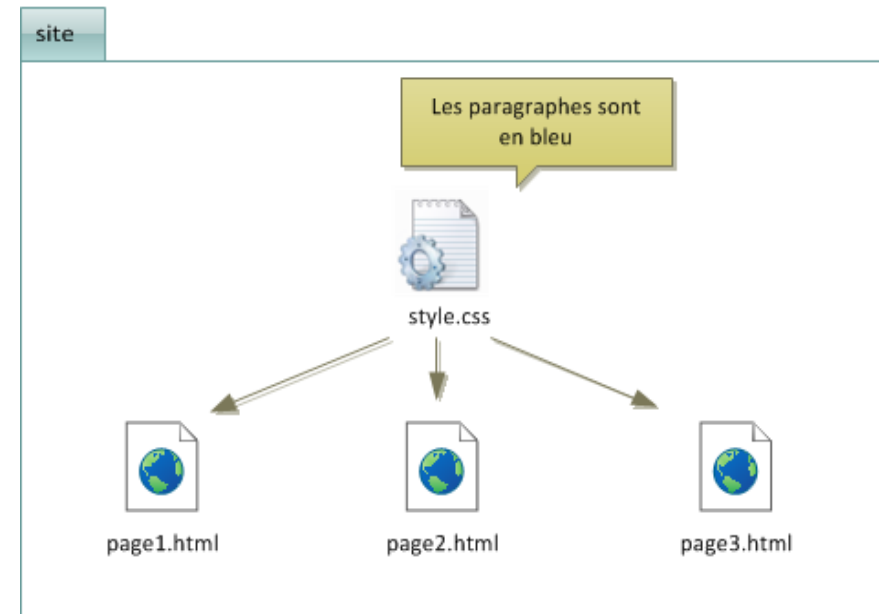 site
Les paragraphes sont
en bleu
style.css
page1.html
page2.html
page3.html